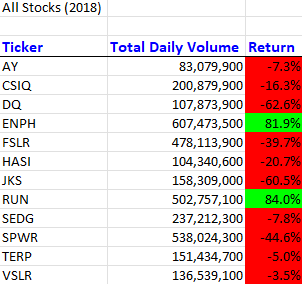 All Stocks (2018)
Ticker Total Daily Volume Return
AY 83,079,900 -7.3%
CSIQ 200,879,900 -16.3%
DQ 107,873,900 -62.6%
ENPH 607,473,500 81.9%
FSLR 478,113,900 -39.7%
HASI 104,340,600 -20.7%
JKS 158,309,000 -60.5%
RUN 502,757,100 84.0%
SEDG 237,212,300 -7.8%
SPWR 538,024,300 -44.6%
TERP 151,434,700 -5.0%
VSLR 136,539,100 -3.5%